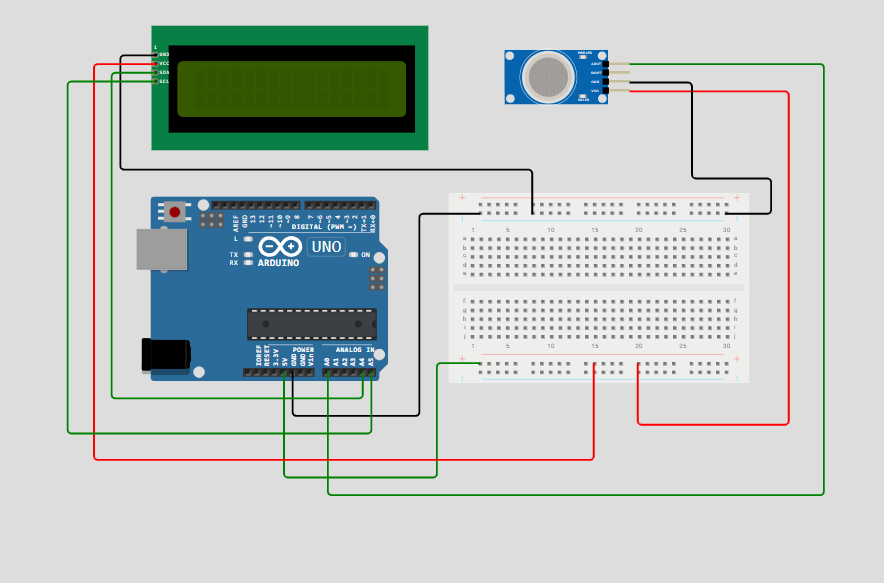 1
GND
VCC
SDA
SCL
AOUT
DOUT
GND
VCC
AREF
GND
13
12
~11
~10
~9
8
7
~6
~5
4
~3
2
TX→1
RX←0
DIGITAL (PWM ~)
L
TX
RX
UNO
ON
ARDUINO
POWER
ANALOG IN
IOREF
RESET
3.3V
5V
GND
GND
Vin
A0
A1
A2
A3
A4
A5
+ +
- -
1 5 10 15 20 25 30
a a
b b
c c
d d
e e
f f
g g
h h
i i
j j
1 5 10 15 20 25 30
+ +
- -